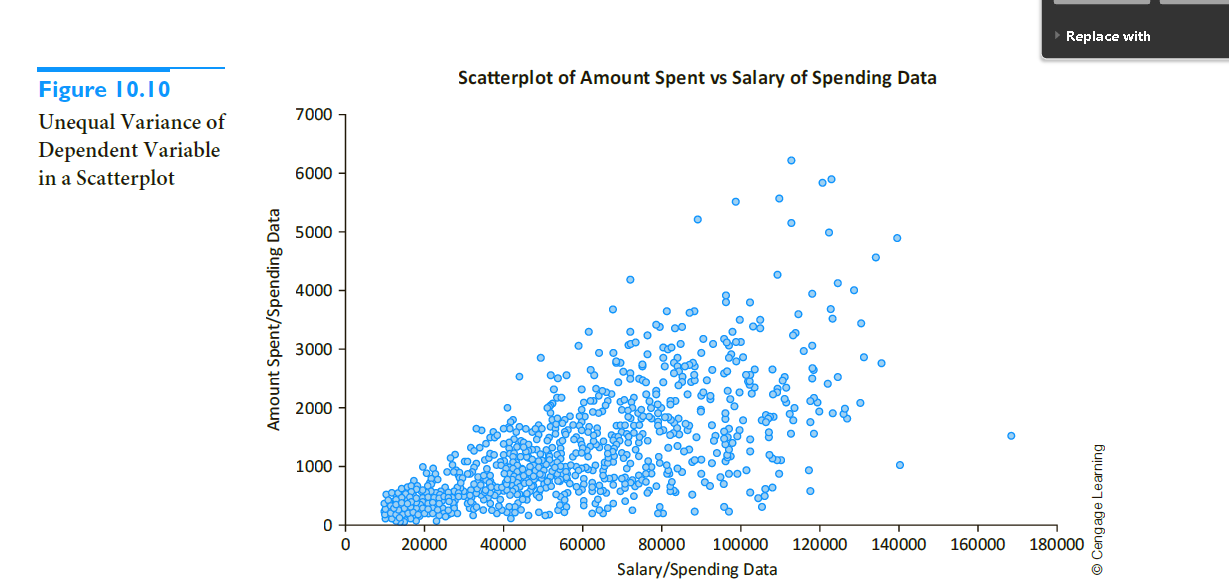 Replace with
Figure 10.10
Unequal Variance of
Dependent Variable
in a Scatterplot
Scatterplot of Amount Spent vs Salary of Spending Data
Amount Spent/Spending Data
7000
6000
5000
4000
3000
2000
1000
0
0 20000 40000 60000 80000 100000 120000 140000 160000 180000
Salary/Spending Data
© Cengage Learning